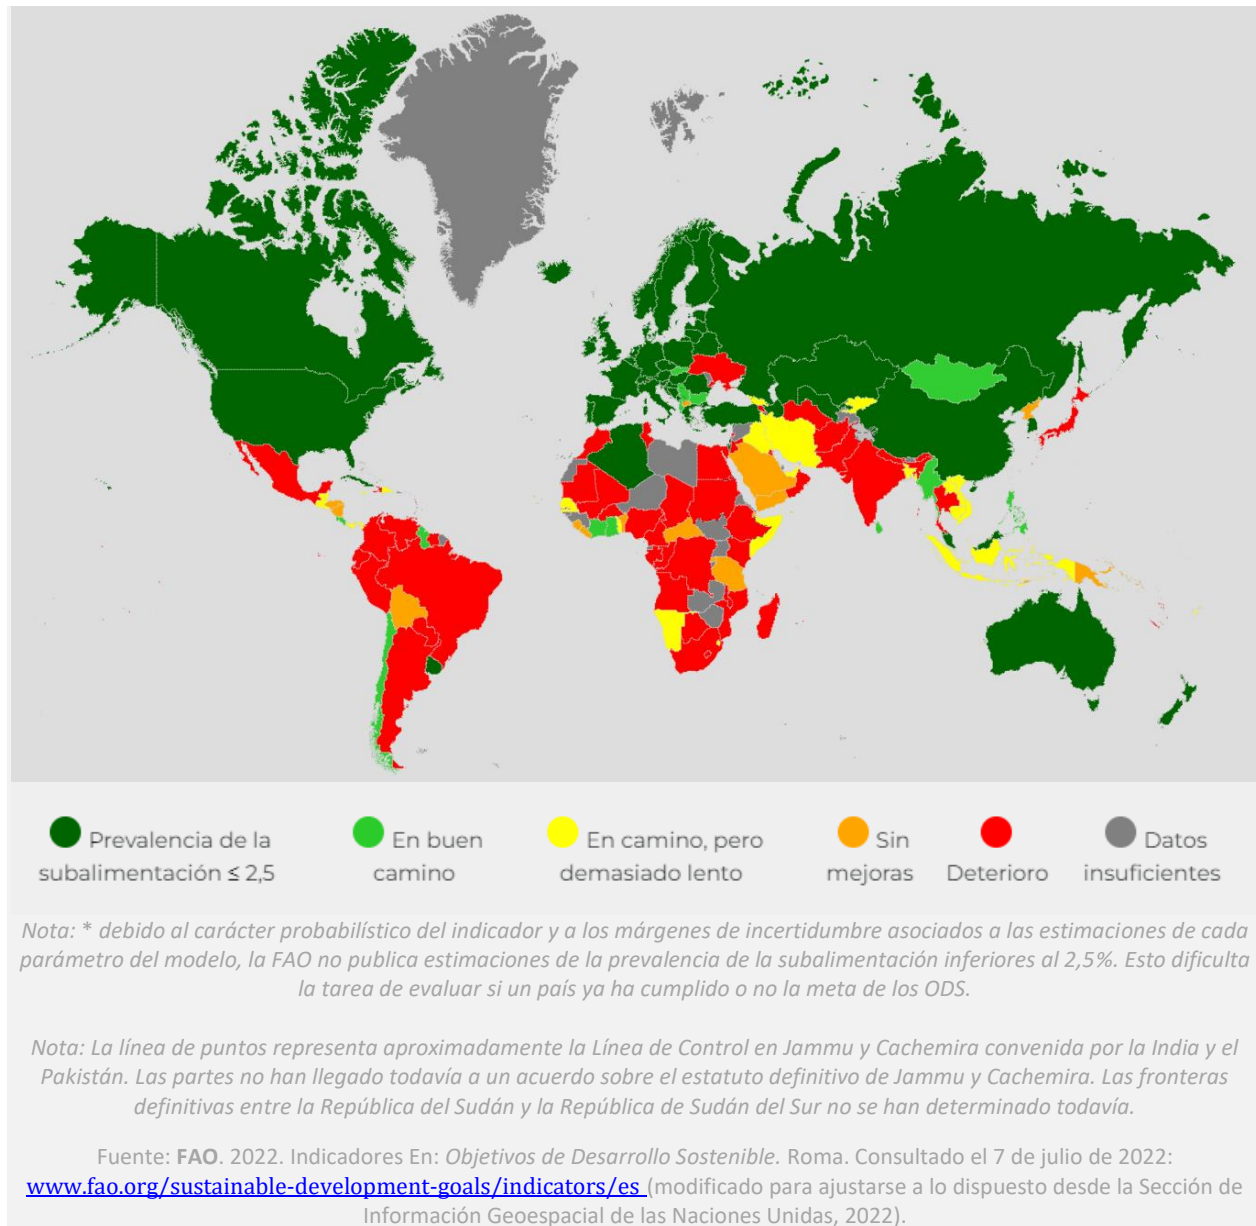 Prevalencia de la
subalimentación ≤ 2,5
En buen
camino
En camino, pero
demasiado lento
Sin
mejoras
Deterioro
Datos
insuficientes
Nota: * debido al carácter probabilístico del indicador y a los márgenes de incertidumbre asociados a las estimaciones de cada
parámetro del modelo, la FAO no publica estimaciones de la prevalencia de la subalimentación inferiores al 2,5%. Esto dificulta
la tarea de evaluar si un país ya ha cumplido o no la meta de los ODS.
Nota: La línea de puntos representa aproximadamente la Línea de Control en Jammu y Cachemira convenida por la India y el
Pakistán. Las partes no han llegado todavía a un acuerdo sobre el estatuto definitivo de Jammu y Cachemira. Las fronteras
definitivas entre la República del Sudán y la República de Sudán del Sur no se han determinado todavía.
Fuente: FAO. 2022. Indicadores En: Objetivos de Desarrollo Sostenible. Roma. Consultado el 7 de julio de 2022:
www.fao.org/sustainable-development-goals/indicators/es (modificado para ajustarse a lo dispuesto desde la Sección de
Información Geoespacial de las Naciones Unidas, 2022).